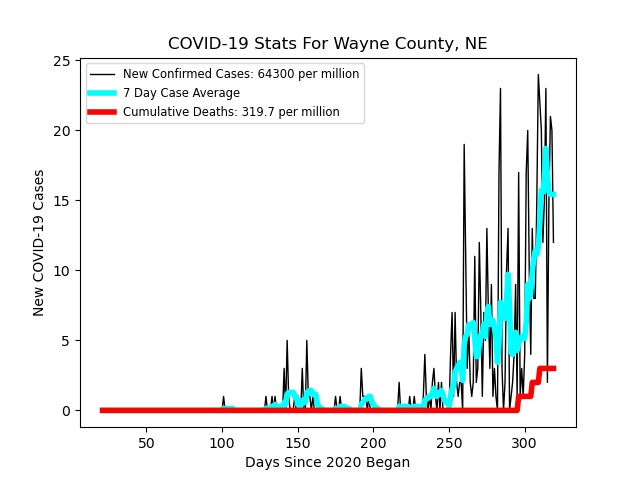 COVID-19 Stats For Wayne County, NE
New Confirmed Cases: 64300 per million
7 Day Case Average
Cumulative Deaths: 319.7 per million
New COVID-19 Cases
25
20
15
10
5
0
50 100 150 200 250 300
Days Since 2020 Began